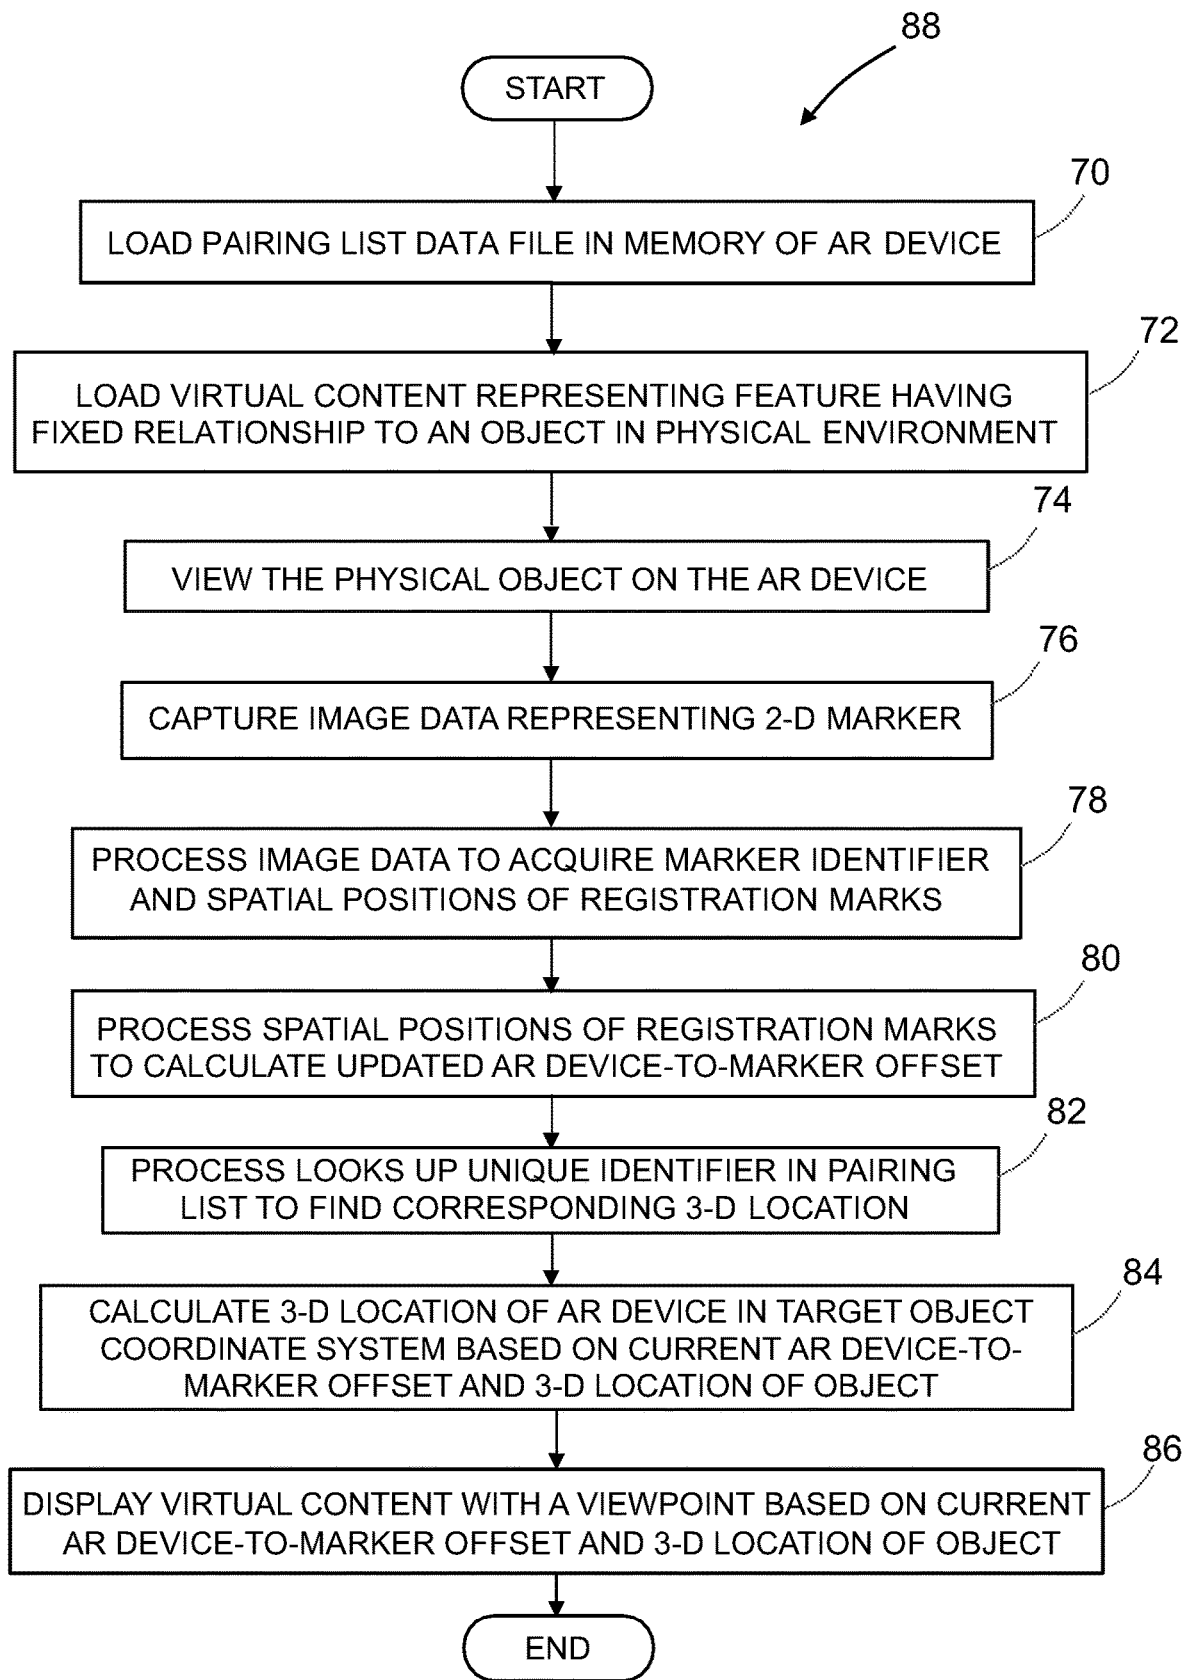 88
START
70
LOAD PAIRING LIST DATA FILE IN MEMORY OF AR DEVICE
72
LOAD VIRTUAL CONTENT REPRESENTING FEATURE HAVING
FIXED RELATIONSHIP TO AN OBJECT IN PHYSICAL ENVIRONMENT
74
VIEW THE PHYSICAL OBJECT ON THE AR DEVICE
76
CAPTURE IMAGE DATA REPRESENTING 2-D MARKER
78
PROCESS IMAGE DATA TO ACQUIRE MARKER IDENTIFIER
AND SPATIAL POSITIONS OF REGISTRATION MARKS
80
PROCESS SPATIAL POSITIONS OF REGISTRATION MARKS
TO CALCULATE UPDATED AR DEVICE-TO-MARKER OFFSET
82
PROCESS LOOKS UP UNIQUE IDENTIFIER IN PAIRING
LIST TO FIND CORRESPONDING 3-D LOCATION
84
CALCULATE 3-D LOCATION OF AR DEVICE IN TARGET OBJECT
COORDINATE SYSTEM BASED ON CURRENT AR DEVICE-TO-
MARKER OFFSET AND 3-D LOCATION OF OBJECT
86
DISPLAY VIRTUAL CONTENT WITH A VIEWPOINT BASED ON CURRENT
AR DEVICE-TO-MARKER OFFSET AND 3-D LOCATION OF OBJECT
END